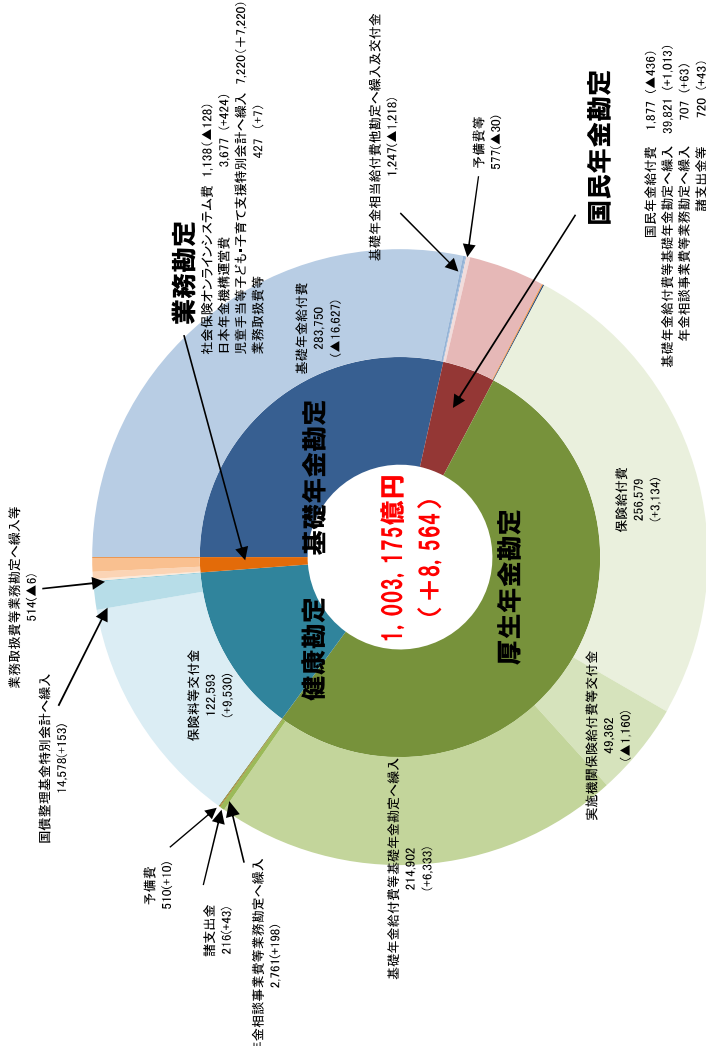 業務勘定
社会保険オンラインシステム費 1,138(▲128)
日本年金機構運営費 3,677 (+424)
児童手当等子ども・子育て支援特別会計へ繰入 7,220(+7,220)
業務取扱費等 427 (+7)
基礎年金相当給付費他勘定へ繰入及交付金
1,247(▲1,218)
予備費等
577(▲30)
国民年金勘定
国民年金給付費 1,877 (▲436)
基礎年金給付費等基礎年金勘定へ繰入 39,821 (+1,013)
年金相談事業費等業務勘定へ繰入 707 (+63)
諸支出金等 720 (+43)
基礎年金給付費
283,750
(▲16,627)
基礎年金勘定
1,003,175億円
(+8,564)
健康勘定
厚生年金勘定
保険給付費
256,579
(+3,134)
実施機関保険給付費等交付金
49,362
(▲1,160)
基礎年金給付費等基礎年金勘定へ繰入
214,902
(+6,333)
年金相談事業費等業務勘定へ繰入
2,761(+198)
諸支出金
216(+43)
予備費
510(+10)
保険料等交付金
122,593
(+9,530)
国債整理基金特別会計へ繰入
14,578(+153)
業務取扱費等業務勘定へ繰入等
514(▲6)